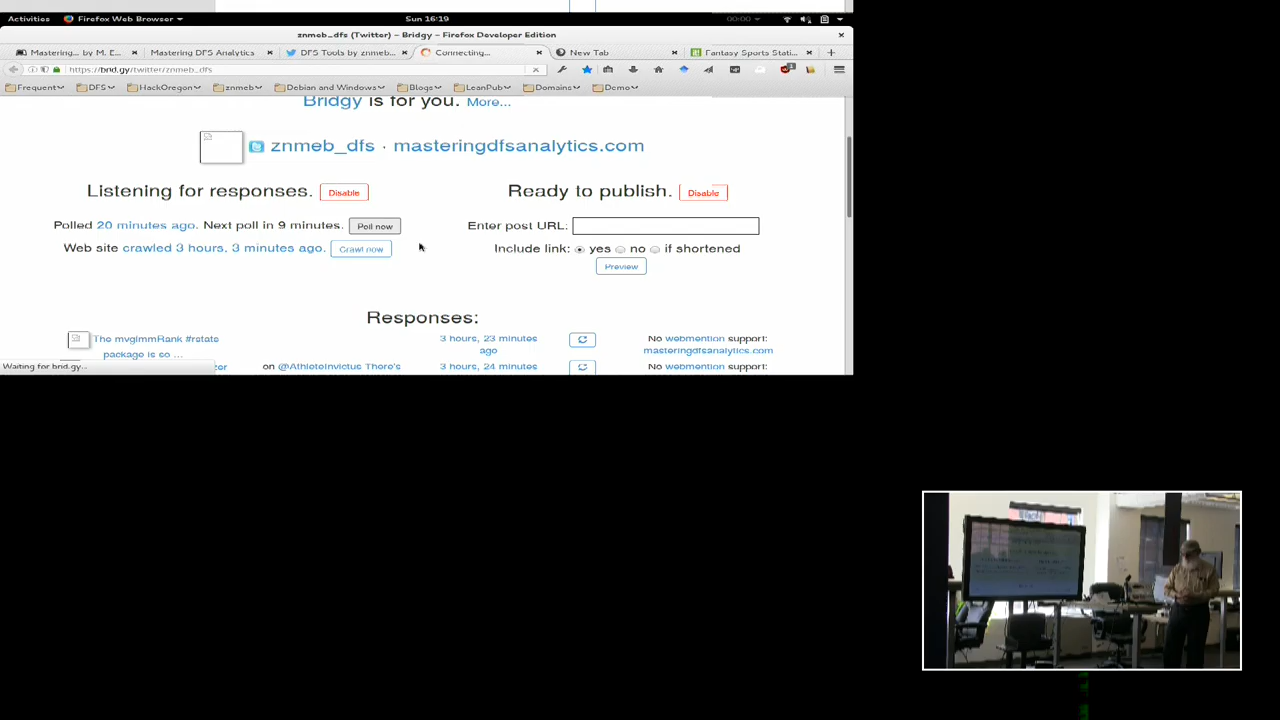 Activities Firefox Web Browser Sun 16:19 00:00
znmeb_dfs (Twitter) – Bridgy – Firefox Developer Edition
Mastering... by M. E... Mastering DFS Analytics DFS Tools by znmeb... Connecting... New Tab Fantasy Sports Stati...
https://brid.gy/twitter/znmeb_dfs
Frequent DFS HackOregon znmeb Debian and Windows Blogs LeanPub Domains Demo
Bridgy is for you. More...
znmeb_dfs · masteringdfsanalytics.com
Listening for responses. Disable
Ready to publish. Disable
Polled 20 minutes ago. Next poll in 9 minutes. Poll now
Enter post URL:
Web site crawled 3 hours, 3 minutes ago. Crawl now
Include link: yes no if shortened
Preview
Responses:
The mvglmmRank #rstats 3 hours, 23 minutes No webmention support:
package is so ... ago masteringdfsanalytics.com
on @AthleteInvictus There's 3 hours, 24 minutes No webmention support:
Waiting for brid.gy...